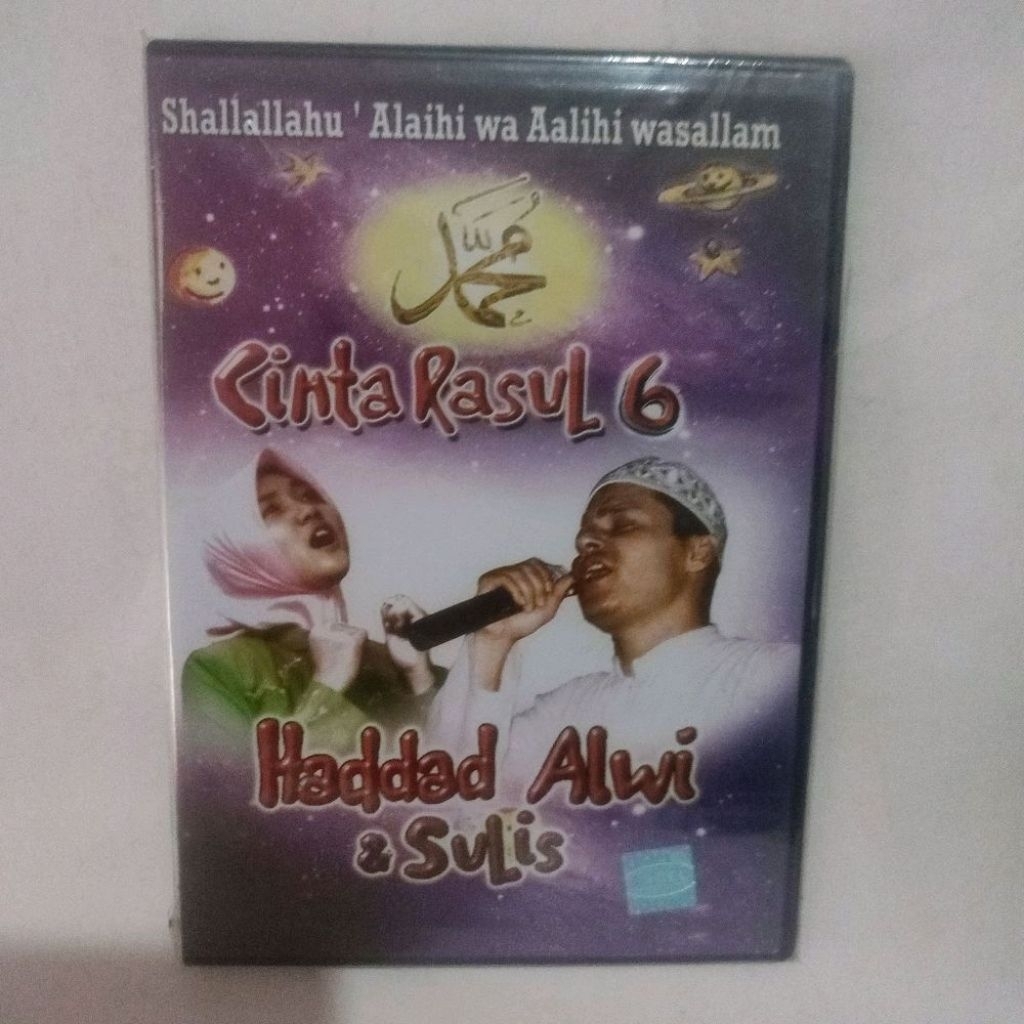 Shallallahu ' Alaihi wa Aalihi wasallam
محمد
Cinta Rasul 6
Haddad Alwi
& Sulis